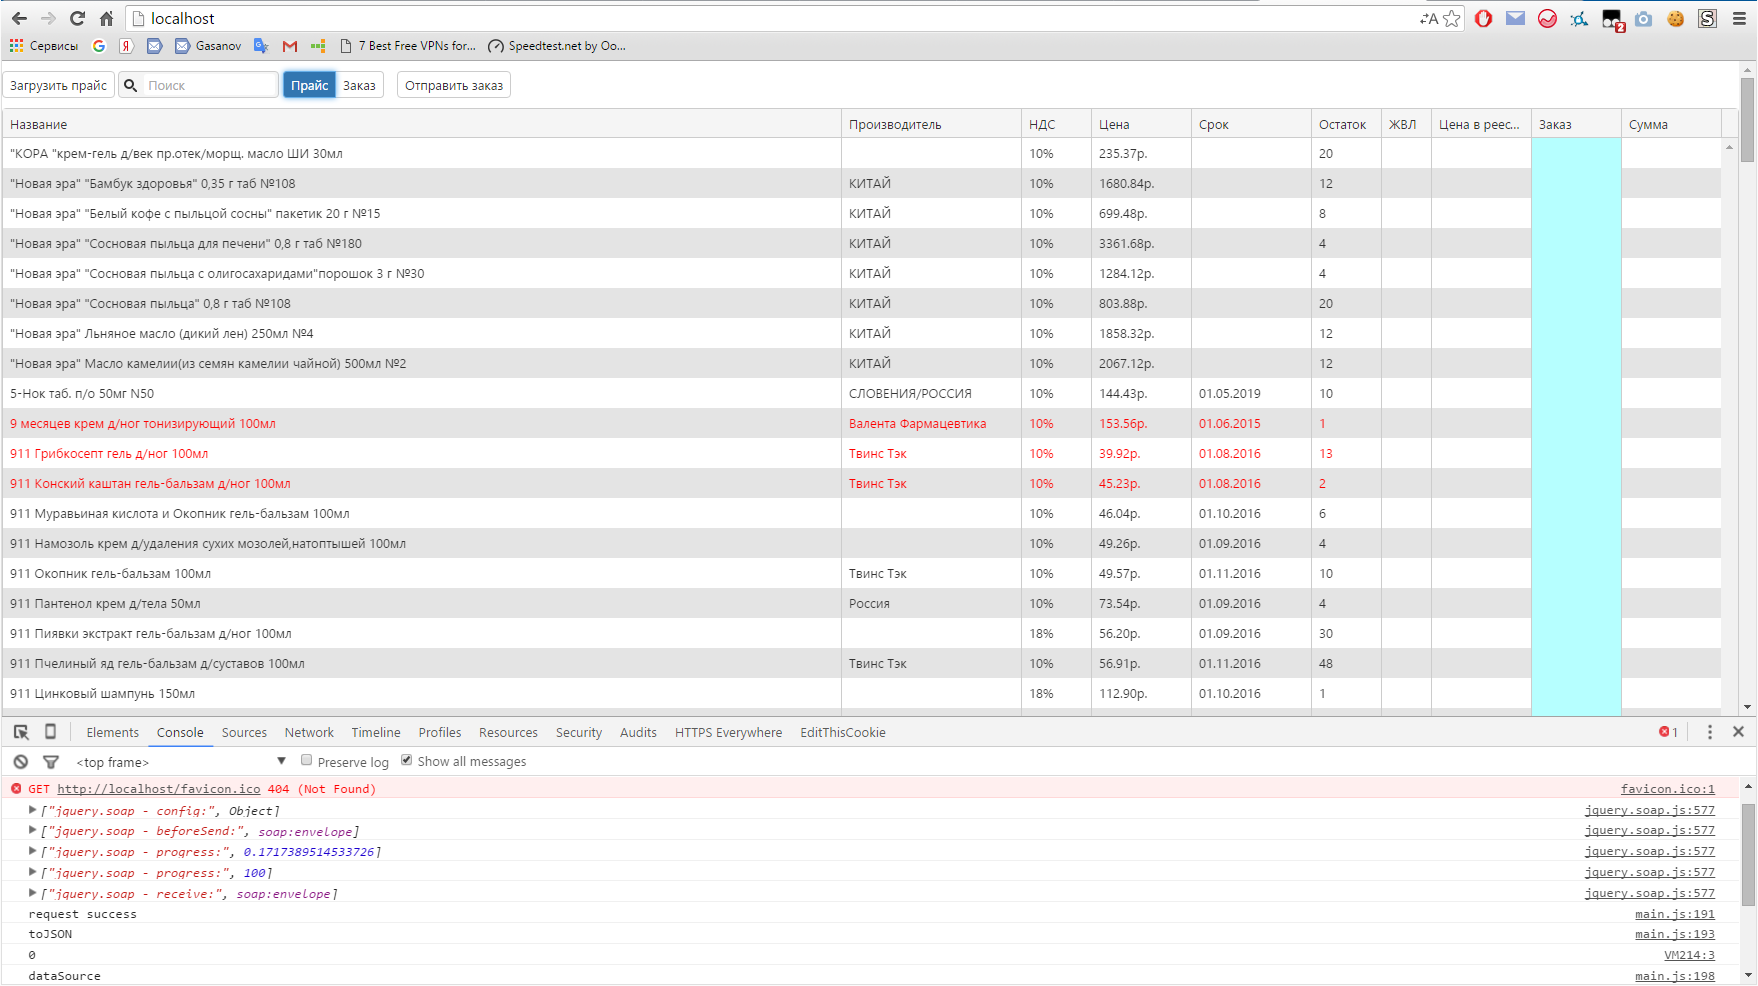 localhost
Сервисы Gasanov 7 Best Free VPNs for... Speedtest.net by Oo...
Загрузить прайс Поиск Прайс Заказ Отправить заказ
Название Производитель НДС Цена Срок Остаток ЖВЛ Цена в реес... Заказ Сумма
"КОРА "крем-гель д/век пр.отек/морщ. масло ШИ 30мл 10% 235.37р. 20
"Новая эра" "Бамбук здоровья" 0,35 г таб №108 КИТАЙ 10% 1680.84р. 12
"Новая эра" "Белый кофе с пыльцой сосны" пакетик 20 г №15 КИТАЙ 10% 699.48р. 8
"Новая эра" "Сосновая пыльца для печени" 0,8 г таб №180 КИТАЙ 10% 3361.68р. 4
"Новая эра" "Сосновая пыльца с олигосахаридами"порошок 3 г №30 КИТАЙ 10% 1284.12р. 4
"Новая эра" "Сосновая пыльца" 0,8 г таб №108 КИТАЙ 10% 803.88р. 20
"Новая эра" Льняное масло (дикий лен) 250мл №4 КИТАЙ 10% 1858.32р. 12
"Новая эра" Масло камелии(из семян камелии чайной) 500мл №2 КИТАЙ 10% 2067.12р. 12
5-Нок таб. п/о 50мг N50 СЛОВЕНИЯ/РОССИЯ 10% 144.43р. 01.05.2019 10
9 месяцев крем д/ног тонизирующий 100мл Валента Фармацевтика 10% 153.56р. 01.06.2015 1
911 Грибкосепт гель д/ног 100мл Твинс Тэк 10% 39.92р. 01.08.2016 13
911 Конский каштан гель-бальзам д/ног 100мл Твинс Тэк 10% 45.23р. 01.08.2016 2
911 Муравьиная кислота и Окопник гель-бальзам 100мл 10% 46.04р. 01.10.2016 6
911 Намозоль крем д/удаления сухих мозолей,натоптышей 100мл 10% 49.26р. 01.09.2016 4
911 Окопник гель-бальзам 100мл Твинс Тэк 10% 49.57р. 01.11.2016 10
911 Пантенол крем д/тела 50мл Россия 10% 73.54р. 01.09.2016 4
911 Пиявки экстракт гель-бальзам д/ног 100мл 18% 56.20р. 01.09.2016 30
911 Пчелиный яд гель-бальзам д/суставов 100мл Твинс Тэк 10% 56.91р. 01.11.2016 48
911 Цинковый шампунь 150мл 18% 112.90р. 01.10.2016 1
Elements Console Sources Network Timeline Profiles Resources Security Audits HTTPS Everywhere EditThisCookie 1
<top frame> Preserve log Show all messages
GET http://localhost/favicon.ico 404 (Not Found) favicon.ico:1
["jquery.soap - config:", Object] jquery.soap.js:577
["jquery.soap - beforeSend:", soap:envelope] jquery.soap.js:577
["jquery.soap - progress:", 0.1717389514533726] jquery.soap.js:577
["jquery.soap - progress:", 100] jquery.soap.js:577
["jquery.soap - receive:", soap:envelope] jquery.soap.js:577
request success main.js:191
toJSON main.js:193
0 VM214:3
dataSource main.js:198